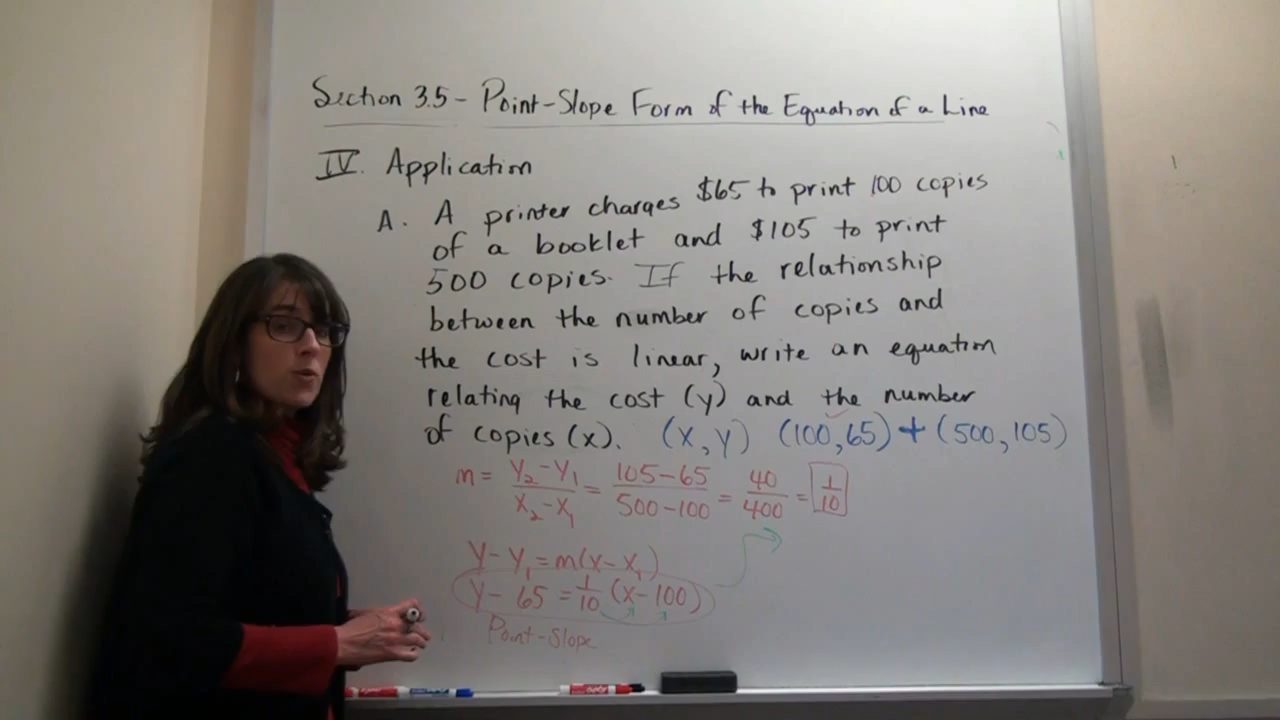 Section 3.5 - Point-Slope Form of the Equation of a Line
IV. Application
A. A printer charges $65 to print 100 copies
of a booklet and $105 to print
500 copies. If the relationship
between the number of copies and
the cost is linear, write an equation
relating the cost (y) and the number
of copies (x). (x, y) (100, 65) + (500, 105)
m = y₂ - y₁ / x₂ - x₁ = 105 - 65 / 500 - 100 = 40 / 400 = 1/10
y - y₁ = m(x - x₁)
y - 65 = 1/10 (x - 100)
Point-Slope